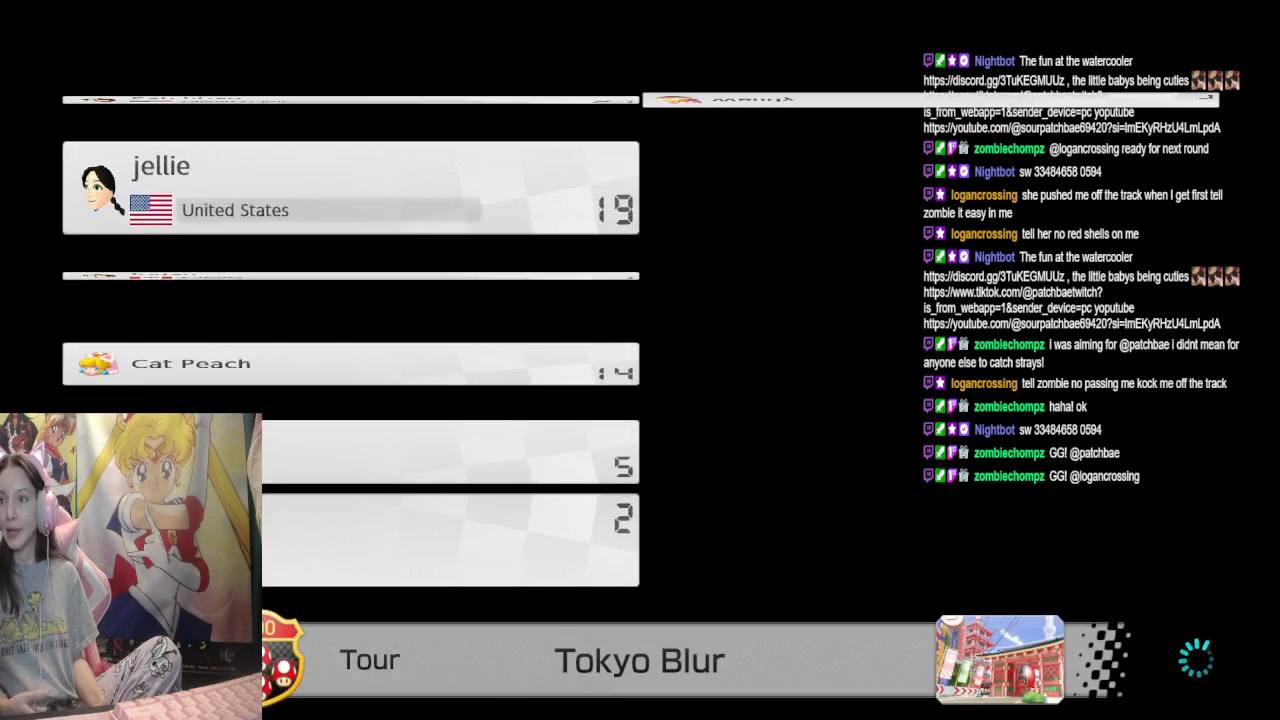 jellie
United States
19
Cat Peach
14
5
2
Tour
Tokyo Blur
Nightbot The fun at the watercooler
https://discord.gg/3TuKEGMUUz , the little babys being cuties
is_from_webapp=1&sender_device=pc yoputube
https://youtube.com/@sourpatchbae69420?si=lmEKyRHzU4LmLpdA
zombiechompz @logancrossing ready for next round
Nightbot sw 33484658 0594
logancrossing she pushed me off the track when I get first tell
zombie it easy in me
logancrossing tell her no red shells on me
Nightbot The fun at the watercooler
https://discord.gg/3TuKEGMUUz , the little babys being cuties
https://www.tiktok.com/@patchbaetwitch?
is_from_webapp=1&sender_device=pc yoputube
https://youtube.com/@sourpatchbae69420?si=lmEKyRHzU4LmLpdA
zombiechompz i was aiming for @patchbae i didnt mean for
anyone else to catch strays!
logancrossing tell zombie no passing me kock me off the track
zombiechompz haha! ok
Nightbot sw 33484658 0594
zombiechompz GG! @patchbae
zombiechompz GG! @logancrossing